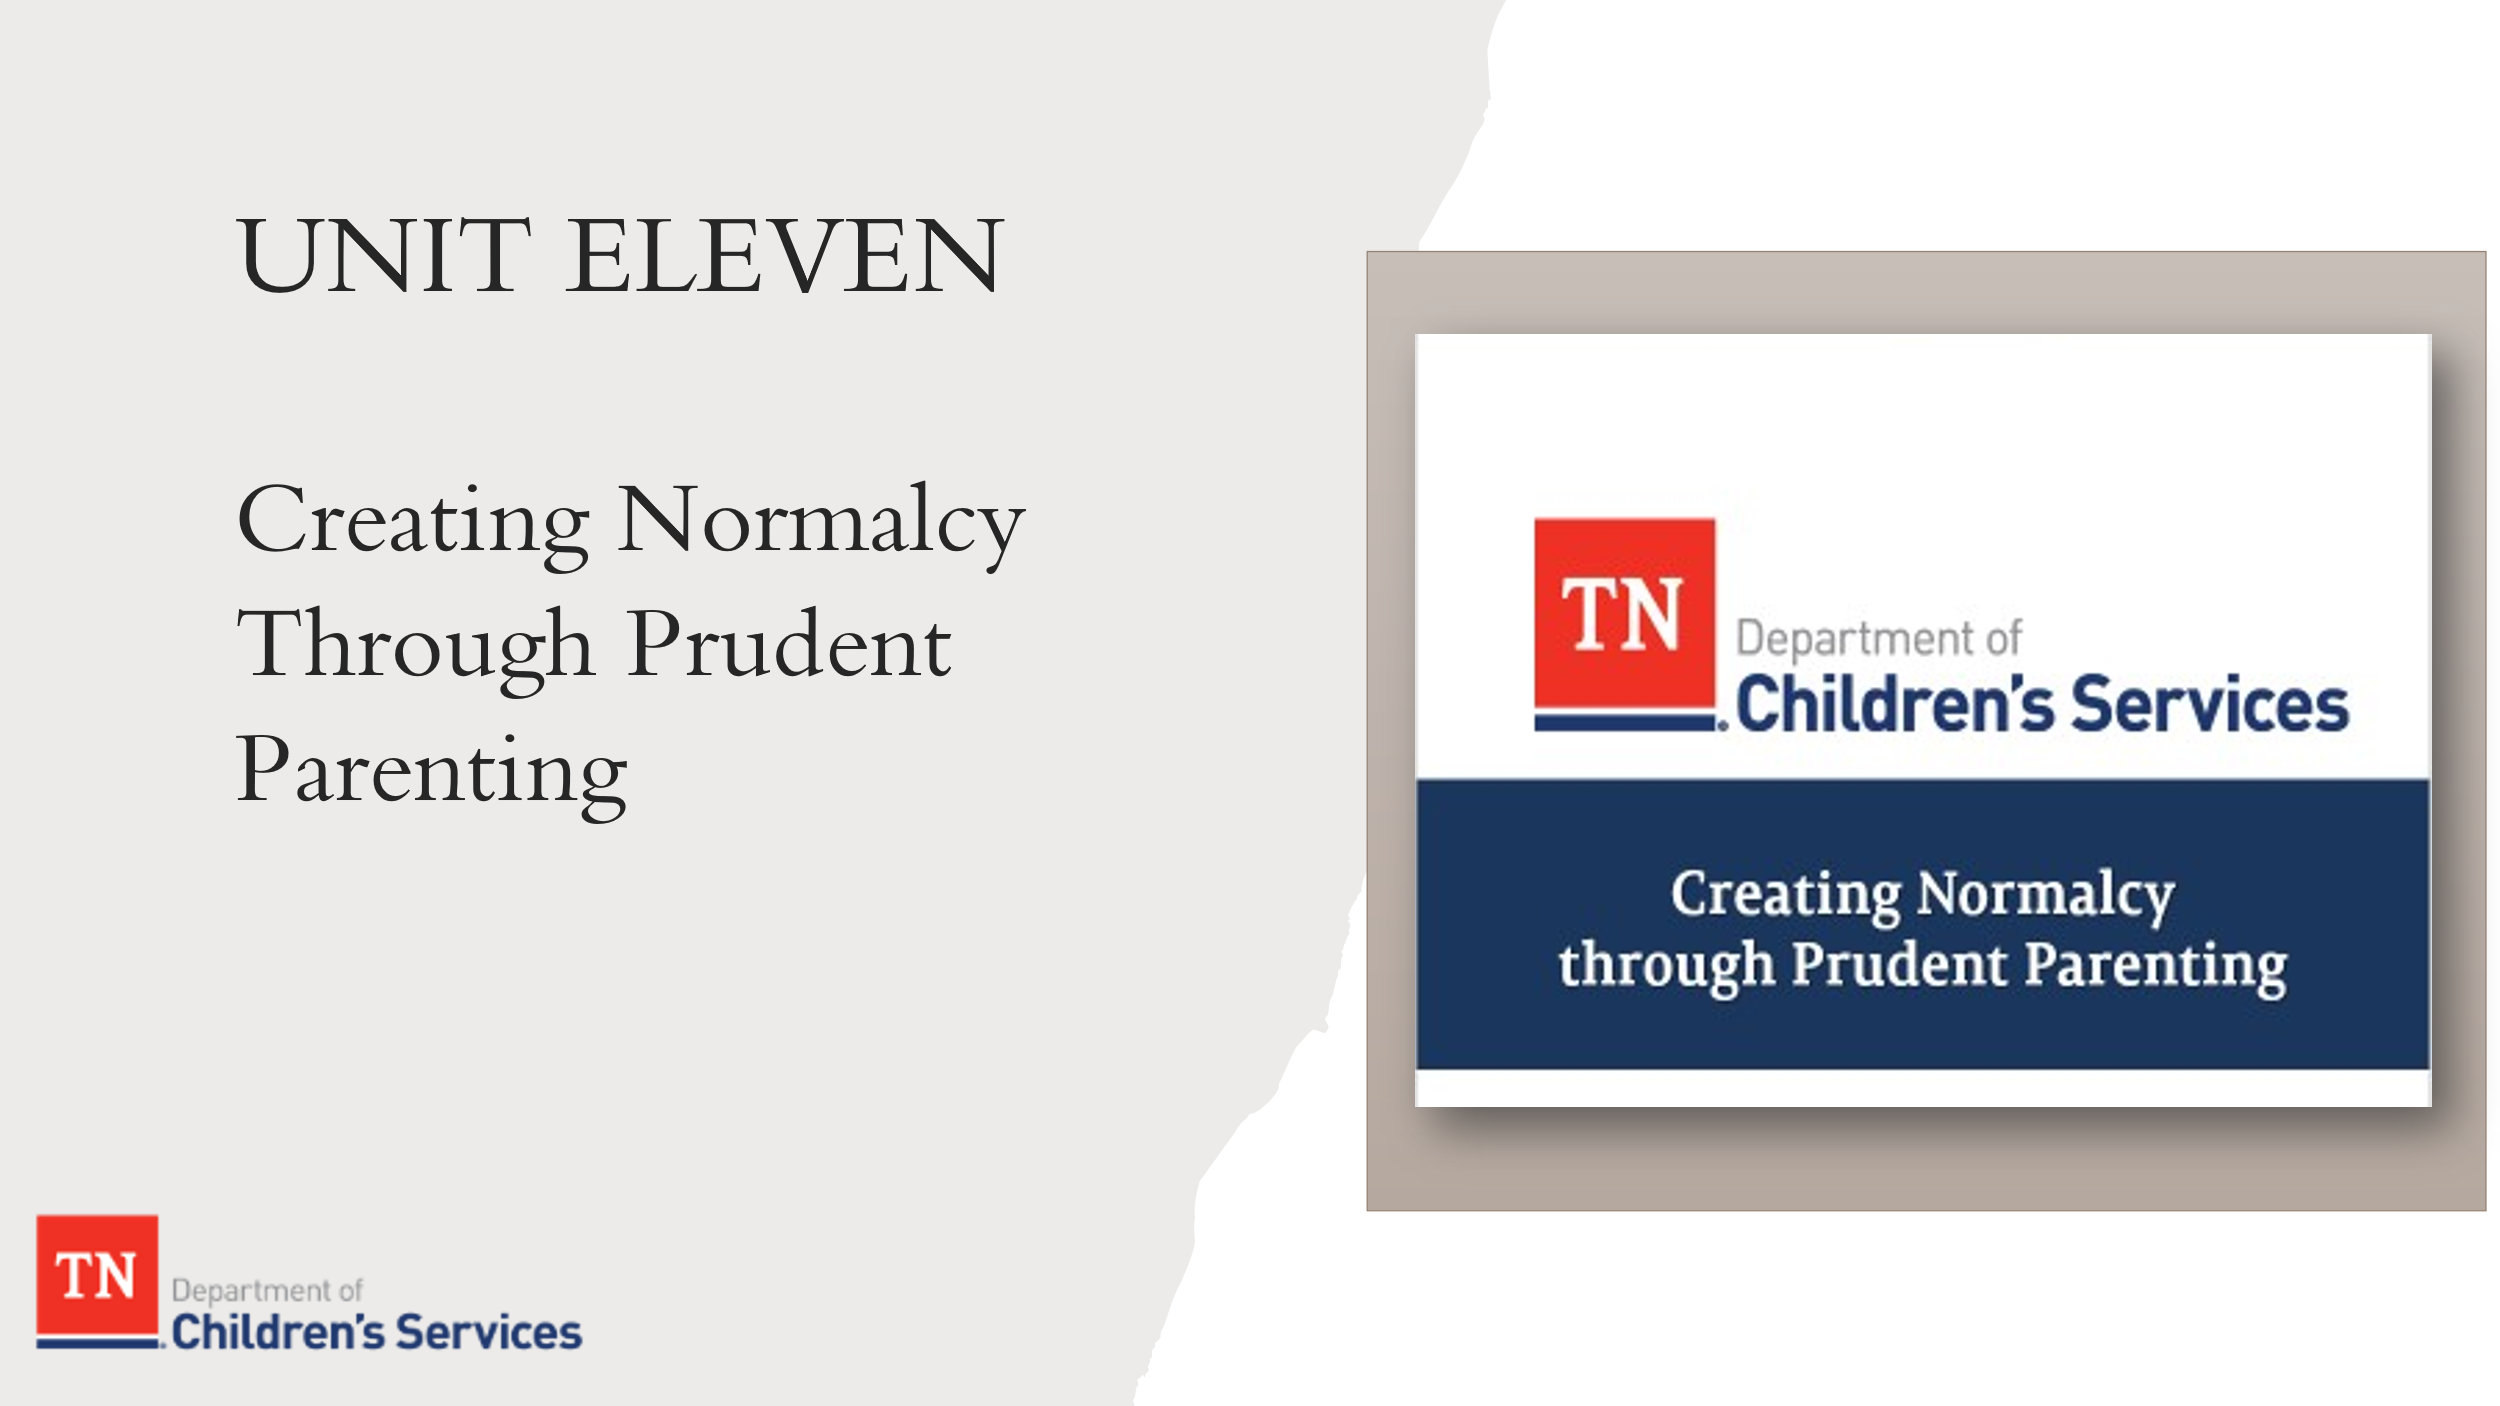 UNIT ELEVEN
Creating Normalcy
Through Prudent
Parenting
TN
Department of
Children's Services
Creating Normalcy
through Prudent Parenting
TN
Department of
Children's Services